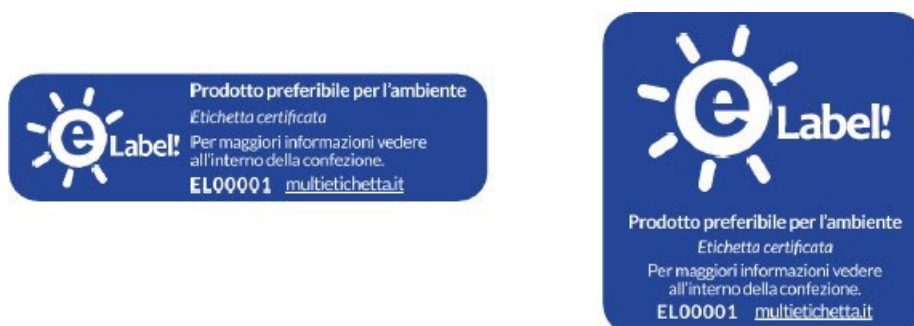 e Label!
Prodotto preferibile per l'ambiente
Etichetta certificata
Per maggiori informazioni vedere
all'interno della confezione.
EL00001 multietichetta.it
e Label!
Prodotto preferibile per l'ambiente
Etichetta certificata
Per maggiori informazioni vedere
all'interno della confezione.
EL00001 multietichetta.it